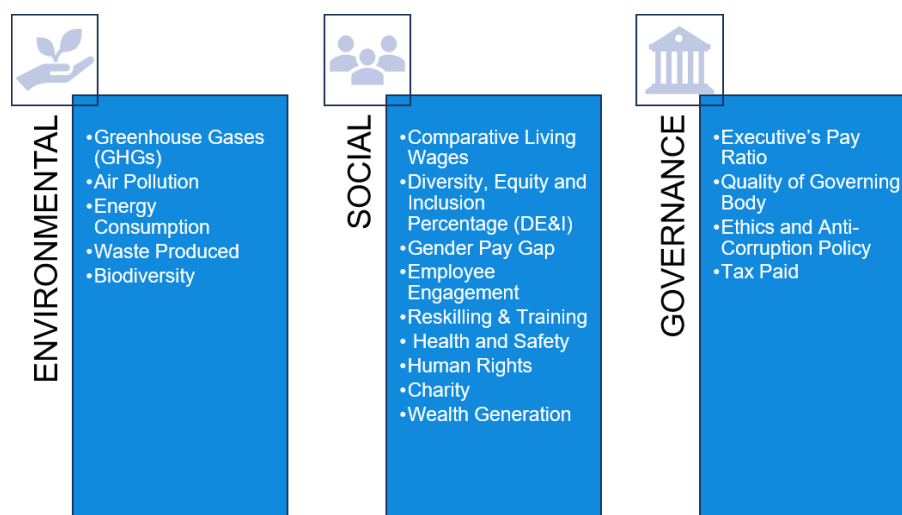 ENVIRONMENTAL
•Greenhouse Gases
(GHGs)
•Air Pollution
•Energy
Consumption
•Waste Produced
•Biodiversity
SOCIAL
•Comparative Living
Wages
•Diversity, Equity and
Inclusion
Percentage (DE&I)
•Gender Pay Gap
•Employee
Engagement
•Reskilling & Training
• Health and Safety
•Human Rights
•Charity
•Wealth Generation
GOVERNANCE
•Executive’s Pay
Ratio
•Quality of Governing
Body
•Ethics and Anti-
Corruption Policy
•Tax Paid